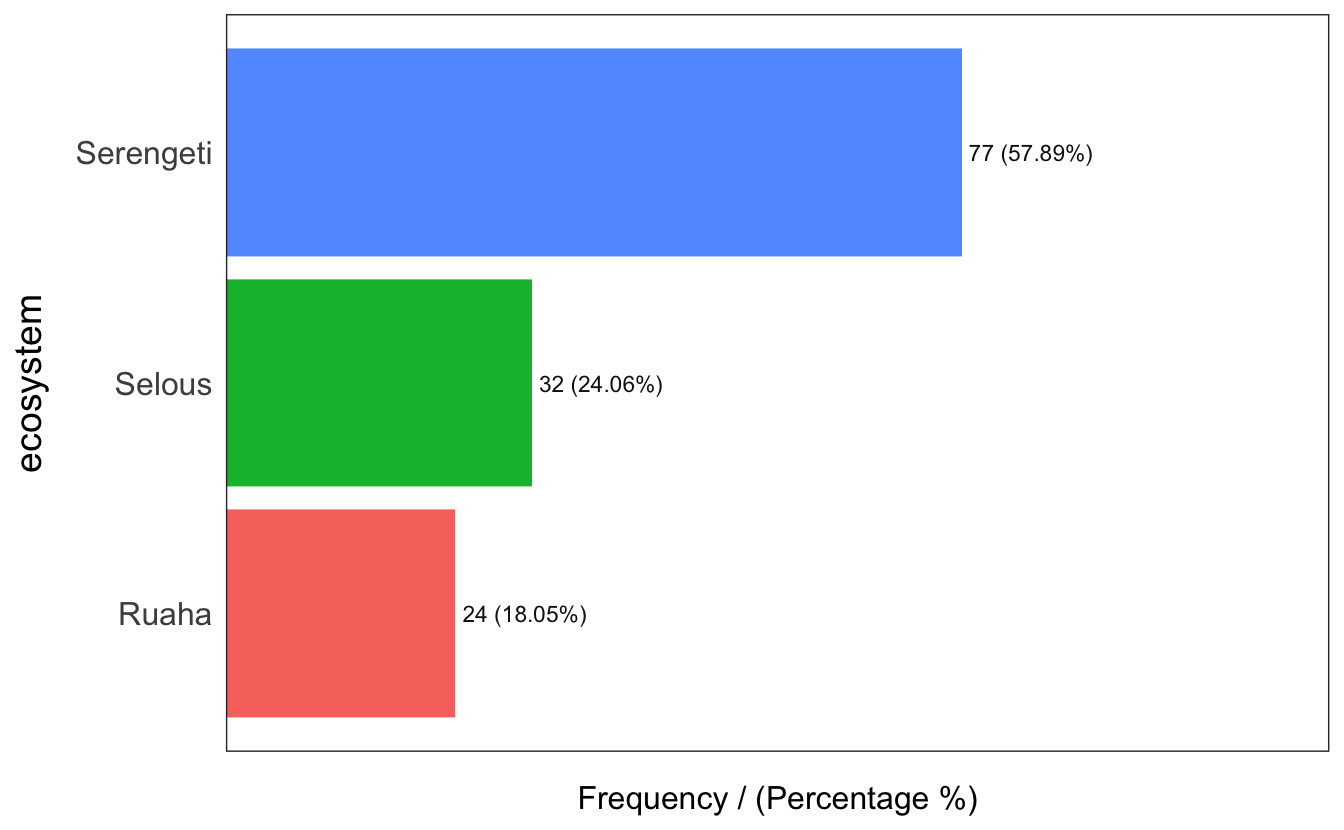 Serengeti
77 (57.89%)
Selous
32 (24.06%)
Ruaha
24 (18.05%)
ecosystem
Frequency / (Percentage %)